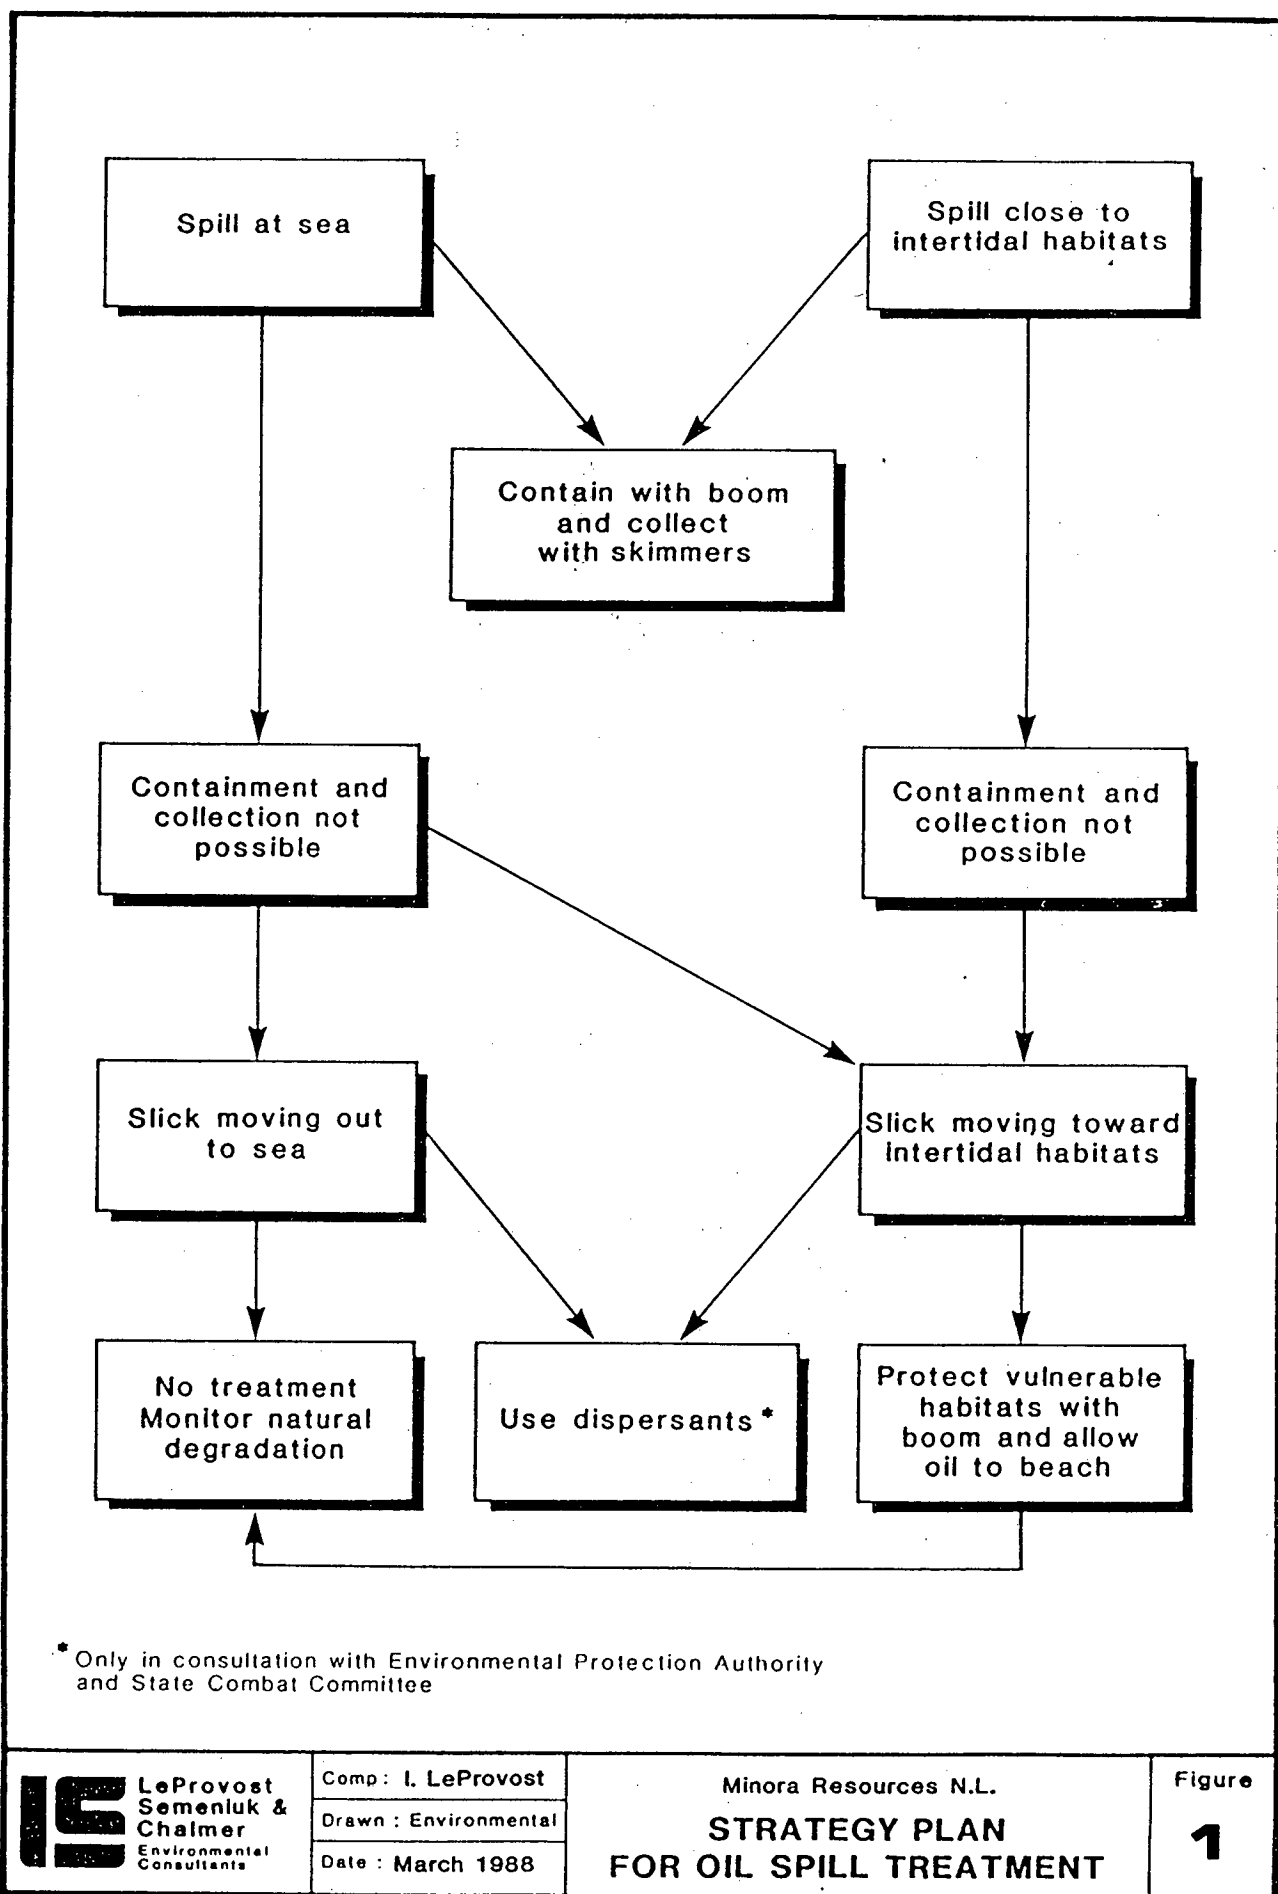 Spill at sea
Spill close to
intertidal habitats
Contain with boom
and collect
with skimmers
Containment and
collection not
possible
Containment and
collection not
possible
Slick moving out
to sea
Slick moving toward
intertidal habitats
No treatment
Monitor natural
degradation
Use dispersants *
Protect vulnerable
habitats with
boom and allow
oil to beach
* Only in consultation with Environmental Protection Authority
and State Combat Committee
LeProvost
Semeniuk &
Chalmer
Environmental
Consultants
Comp : I. LeProvost
Drawn : Environmental
Date : March 1988
Minora Resources N.L.
STRATEGY PLAN
FOR OIL SPILL TREATMENT
Figure
1